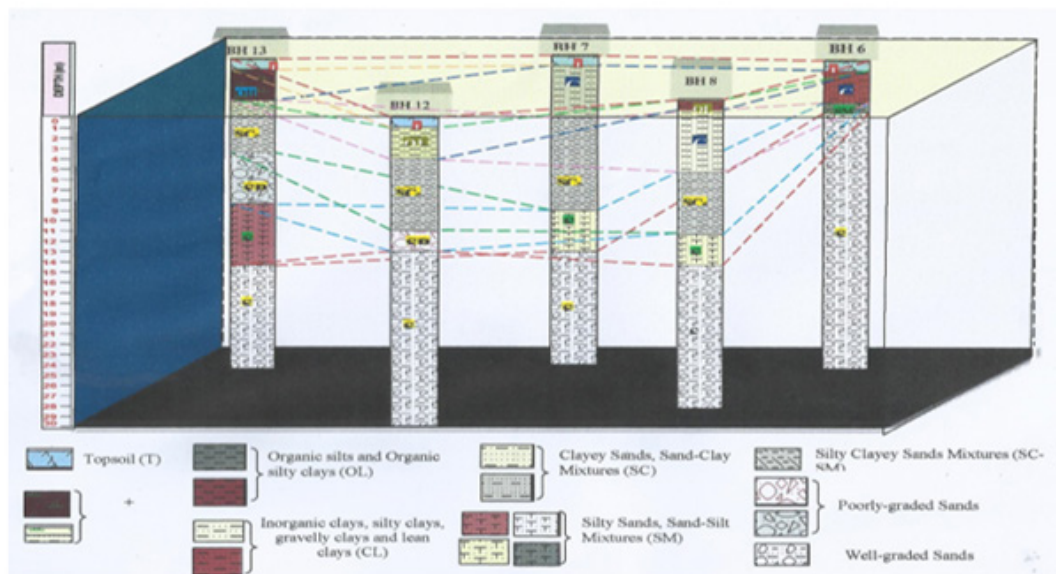 BH 13
BH 7
BH 6
BH 8
BH 12
DEPTH (m)
0
1
2
3
4
5
6
7
8
9
10
11
12
13
14
15
16
17
18
19
20
21
22
23
24
25
26
27
28
29
30
Topsoil (T)
+
Organic silts and Organic
silty clays (OL)
Inorganic clays, silty clays,
gravelly clays and lean
clays (CL)
Clayey Sands, Sand-Clay
Mixtures (SC)
Silty Sands, Sand-Silt
Mixtures (SM)
Silty Clayey Sands Mixtures (SC-
SM)
Poorly-graded Sands
Well-graded Sands